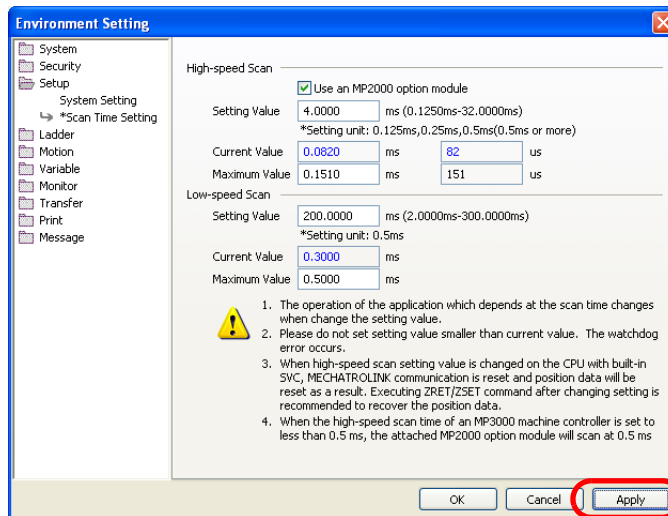 Environment Setting
System
Security
Setup
System Setting
*Scan Time Setting
Ladder
Motion
Variable
Monitor
Transfer
Print
Message
High-speed Scan
Use an MP2000 option module
Setting Value 4.0000 ms (0.1250ms-32.0000ms)
*Setting unit: 0.125ms,0.25ms,0.5ms(0.5ms or more)
Current Value 0.0820 ms 82 us
Maximum Value 0.1510 ms 151 us
Low-speed Scan
Setting Value 200.0000 ms (2.0000ms-300.0000ms)
*Setting unit: 0.5ms
Current Value 0.3000 ms
Maximum Value 0.5000 ms
1. The operation of the application which depends at the scan time changes
when change the setting value.
2. Please do not set setting value smaller than current value. The watchdog
error occurs.
3. When high-speed scan setting value is changed on the CPU with built-in
SVC, MECHATROLINK communication is reset and position data will be
reset as a result. Executing ZRET/ZSET command after changing setting is
recommended to recover the position data.
4. When the high-speed scan time of an MP3000 machine controller is set to
less than 0.5 ms, the attached MP2000 option module will scan at 0.5 ms
OK Cancel Apply